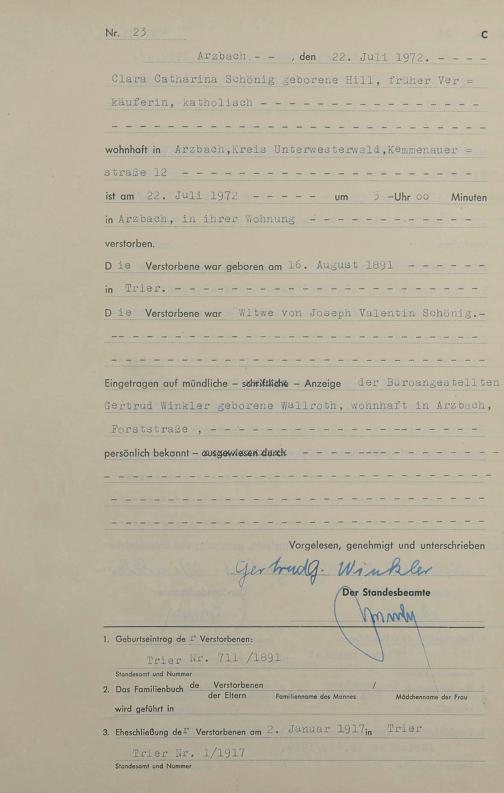 Nr. 23 C
Arzbach - - , den 22. Juli 1972. - - - -
Clara Catharina Schönig geborene Hill, früher Ver =
käuferin, katholisch - - - - - - - - - - - - - - -
- - - - - - - - - - - - - - - - - - - - - - - - -
wohnhaft in Arzbach,Kreis Unterwesterwald,Kemmenauer =
straße 12 - - - - - - - - - - - - - - - - - - - -
ist am 22. Juli 1972 - - - - - um 3 -Uhr 00 Minuten
in Arzbach, in ihrer Wohnung - - - - - - - - - - - -
verstorben.
D ie Verstorbene war geboren am 16. August 1891 - - - - - -
in Trier. - - - - - - - - - - - - - - - - - - - - -
D ie Verstorbene war Witwe von Joseph Valentin Schönig.-
-- - - - - - - - - - - - - - - - - - - - - - - - -
- - - - - - - - - - - - - - - - - - - - - - - - -
Eingetragen auf mündliche – schriftliche – Anzeige der Büroangestellten
Gertrud Winkler geborene Wallroth, wohnhaft in Arzbach,
Forststraße , - - - - - - - - - - - - - - - - - - -
persönlich bekannt – ausgewiesen durch - - - - - - - - - - - - - -
- - - - - - - - - - - - - - - - - - - - - - - - -
- - - - - - - - - - - - - - - - - - - - - - - - -
- - - - - - - - - - - - - - - - - - - - - - - - -
Vorgelesen, genehmigt und unterschrieben
Gertrud G. Winkler
Der Standesbeamte
1. Geburtseintrag de r Verstorbenen:
Trier Nr. 711 /1891
Standesamt und Nummer
2. Das Familienbuch de Verstorbenen /
der Eltern Familienname des Mannes Mädchenname der Frau
wird geführt in
3. Eheschließung der Verstorbenen am 2. Januar 1917 in Trier
Trier Nr. 1/1917
Standesamt und Nummer